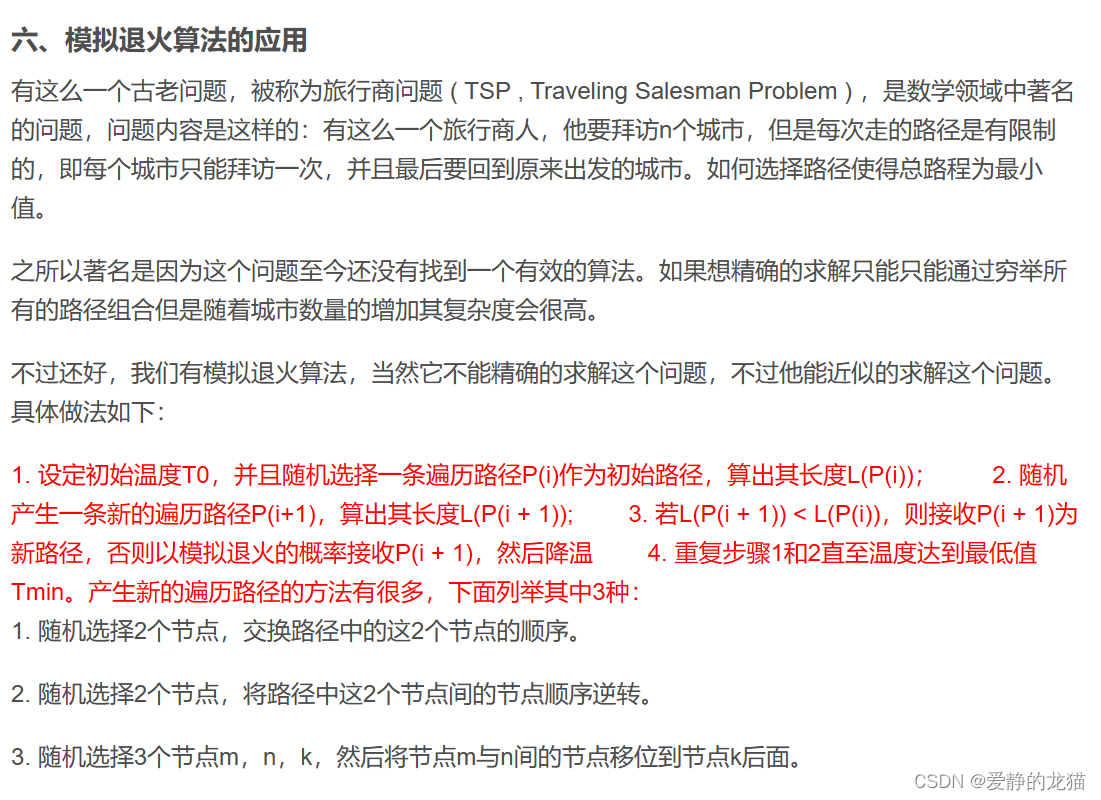 六、模拟退火算法的应用
有这么一个古老问题，被称为旅行商问题 ( TSP , Traveling Salesman Problem ) ，是数学领域中著名
的问题，问题内容是这样的：有这么一个旅行商人，他要拜访n个城市，但是每次走的路径是有限制
的，即每个城市只能拜访一次，并且最后要回到原来出发的城市。如何选择路径使得总路程为最小
值。
之所以著名是因为这个问题至今还没有找到一个有效的算法。如果想精确的求解只能只能通过穷举所
有的路径组合但是随着城市数量的增加其复杂度会很高。
不过还好，我们有模拟退火算法，当然它不能精确的求解这个问题，不过他能近似的求解这个问题。
具体做法如下：
1. 设定初始温度T0，并且随机选择一条遍历路径P(i)作为初始路径，算出其长度L(P(i))； 2. 随机
产生一条新的遍历路径P(i+1)，算出其长度L(P(i + 1)); 3. 若L(P(i + 1)) < L(P(i))，则接收P(i + 1)为
新路径，否则以模拟退火的概率接收P(i + 1)，然后降温 4. 重复步骤1和2直至温度达到最低值
Tmin。产生新的遍历路径的方法有很多，下面列举其中3种：
1. 随机选择2个节点，交换路径中的这2个节点的顺序。
2. 随机选择2个节点，将路径中这2个节点间的节点顺序逆转。
3. 随机选择3个节点m，n，k，然后将节点m与n间的节点移位到节点k后面。
CSDN @爱静的龙猫